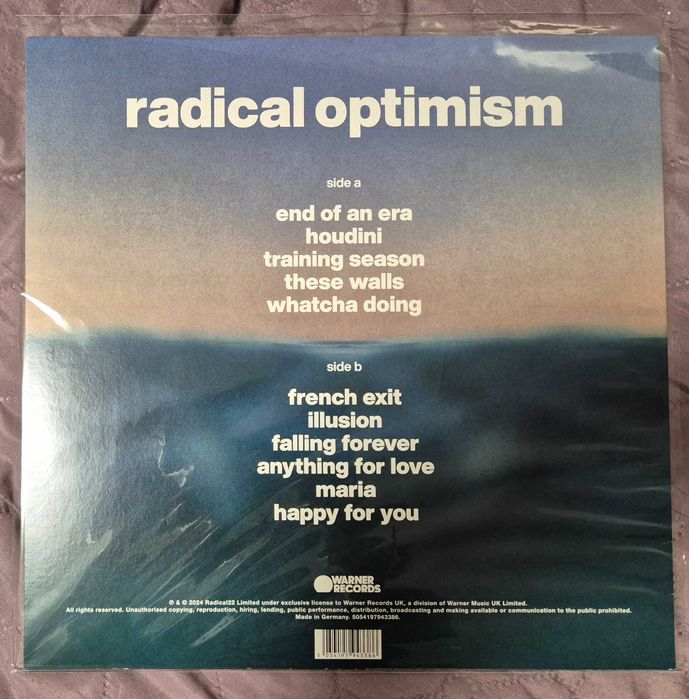 radical optimism
side a
end of an era
houdini
training season
these walls
whatcha doing
side b
french exit
illusion
falling forever
anything for love
maria
happy for you
WARNER
RECORDS
℗ & © 2024 Radical22 Limited under exclusive license to Warner Records UK, a division of Warner Music UK Limited.
All rights reserved. Unauthorised copying, reproduction, hiring, lending, public performance, distribution, broadcasting and making available or communication to the public prohibited.
Made in Germany. 5054197943386.
5 054197 943386